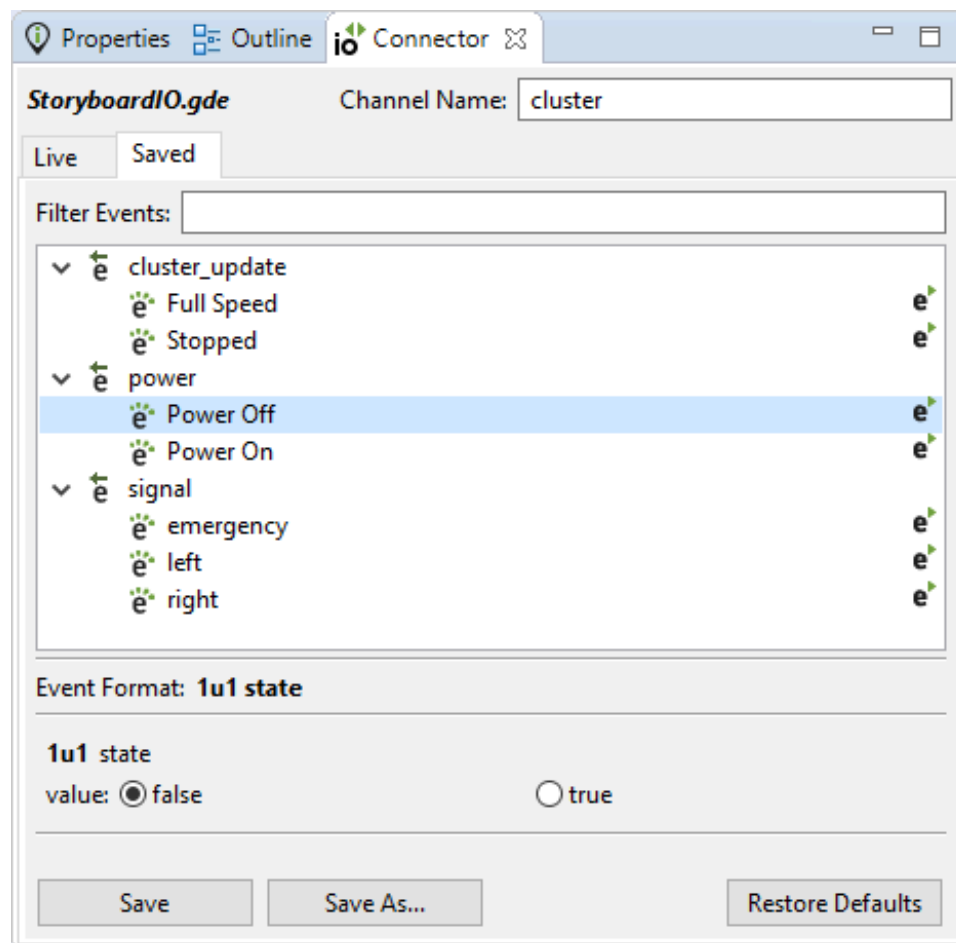 Properties Outline io Connector
StoryboardIO.gde Channel Name: cluster
Live Saved
Filter Events:
e cluster_update
e Full Speed e
e Stopped e
e power
e Power Off e
e Power On e
e signal
e emergency e
e left e
e right e
Event Format: 1u1 state
1u1 state
value: false true
Save Save As... Restore Defaults